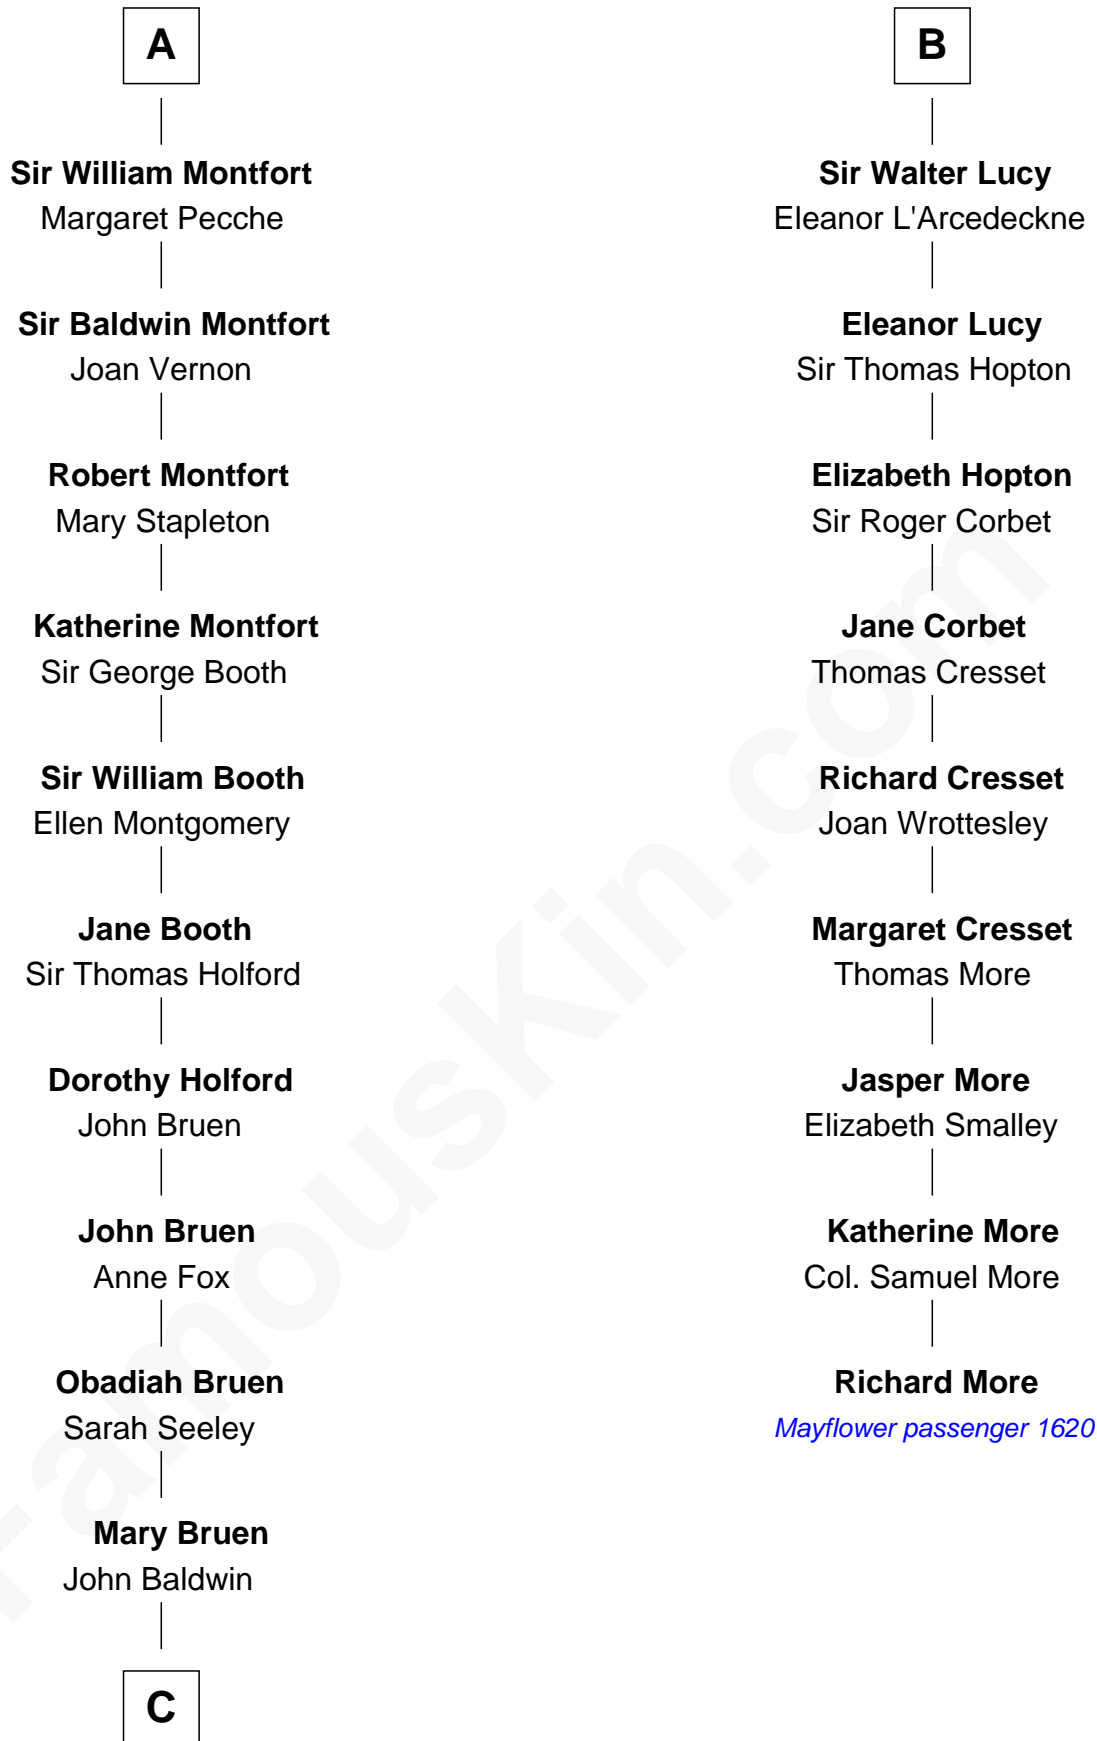 A
Sir William Montfort
Margaret Pecche
Sir Baldwin Montfort
Joan Vernon
Robert Montfort
Mary Stapleton
Katherine Montfort
Sir George Booth
Sir William Booth
Ellen Montgomery
Jane Booth
Sir Thomas Holford
Dorothy Holford
John Bruen
John Bruen
Anne Fox
Obadiah Bruen
Sarah Seeley
Mary Bruen
John Baldwin
C
B
Sir Walter Lucy
Eleanor L'Arcedeckne
Eleanor Lucy
Sir Thomas Hopton
Elizabeth Hopton
Sir Roger Corbet
Jane Corbet
Thomas Cresset
Richard Cresset
Joan Wrottesley
Margaret Cresset
Thomas More
Jasper More
Elizabeth Smalley
Katherine More
Col. Samuel More
Richard More
Mayflower passenger 1620
FamousKin.com